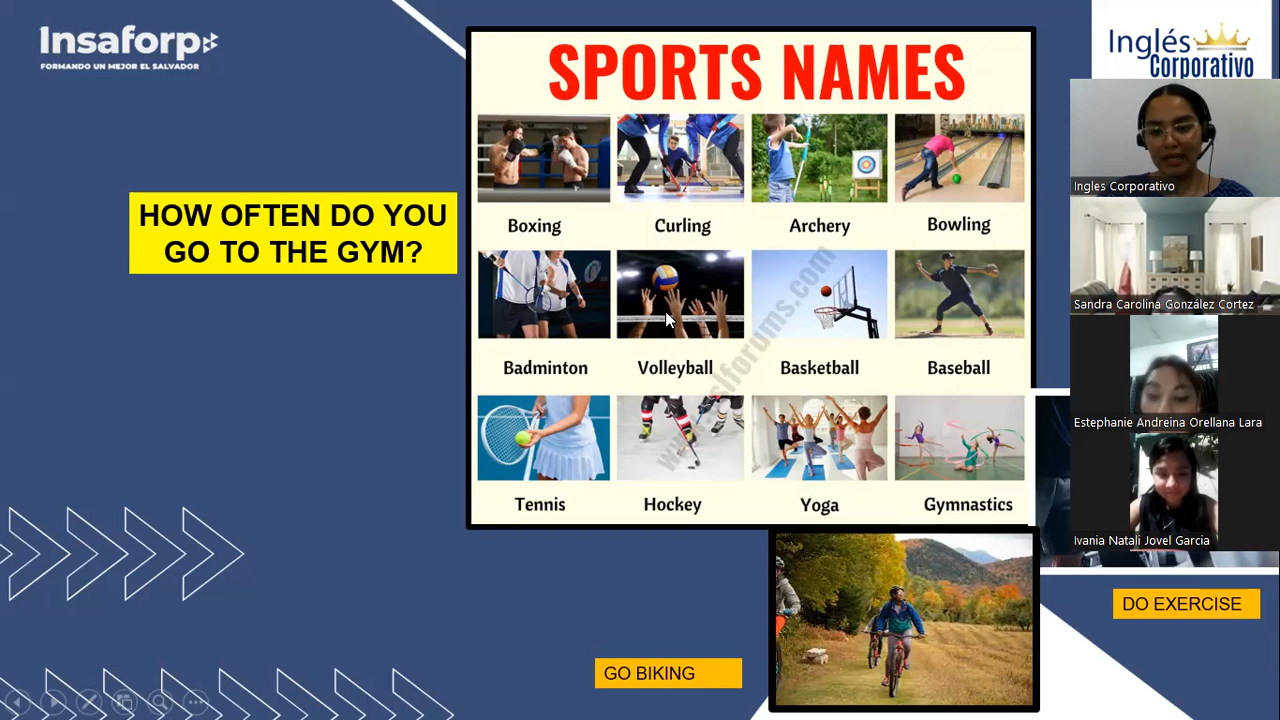 Insaforp
FORMANDO UN MEJOR EL SALVADOR
HOW OFTEN DO YOU
GO TO THE GYM?
SPORTS NAMES
Boxing
Curling
Archery
Bowling
Badminton
Volleyball
Basketball
Baseball
Tennis
Hockey
Yoga
Gymnastics
GO BIKING
Inglés
Corporativo
Ingles Corporativo
Sandra Carolina González Cortez
Estephanie Andreina Orellana Lara
Ivania Natali Jovel Garcia
DO EXERCISE